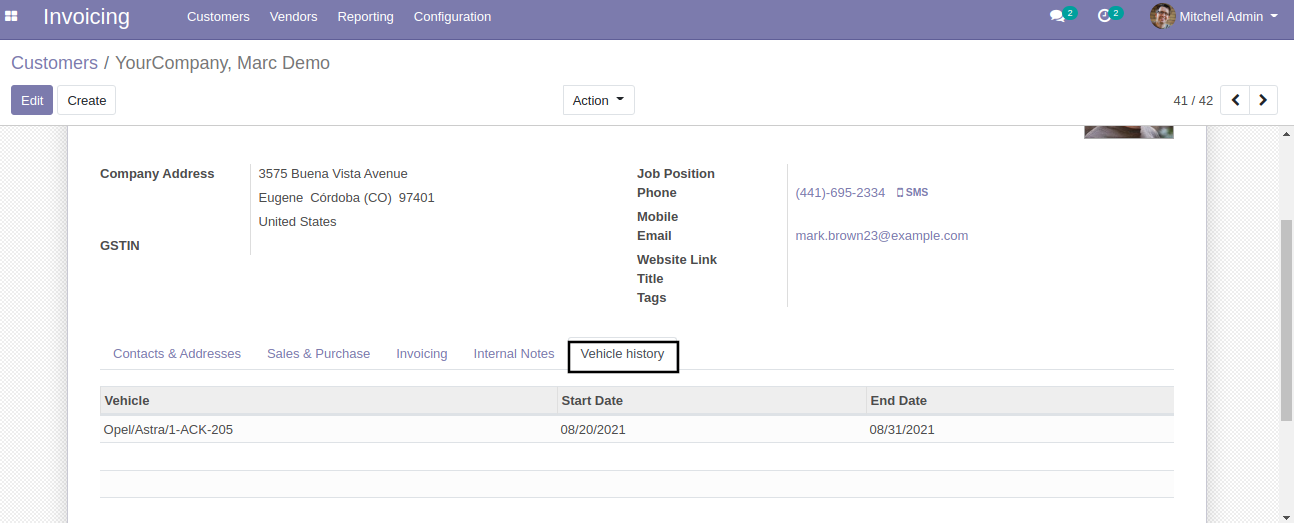 Invoicing Customers Vendors Reporting Configuration 2 2 Mitchell Admin
Customers / YourCompany, Marc Demo
Edit Create Action 41 / 42
Company Address 3575 Buena Vista Avenue
Eugene Córdoba (CO) 97401
United States
GSTIN
Job Position
Phone (441)-695-2334 SMS
Mobile
Email mark.brown23@example.com
Website Link
Title
Tags
Contacts & Addresses Sales & Purchase Invoicing Internal Notes Vehicle history
Vehicle Start Date End Date
Opel/Astra/1-ACK-205 08/20/2021 08/31/2021